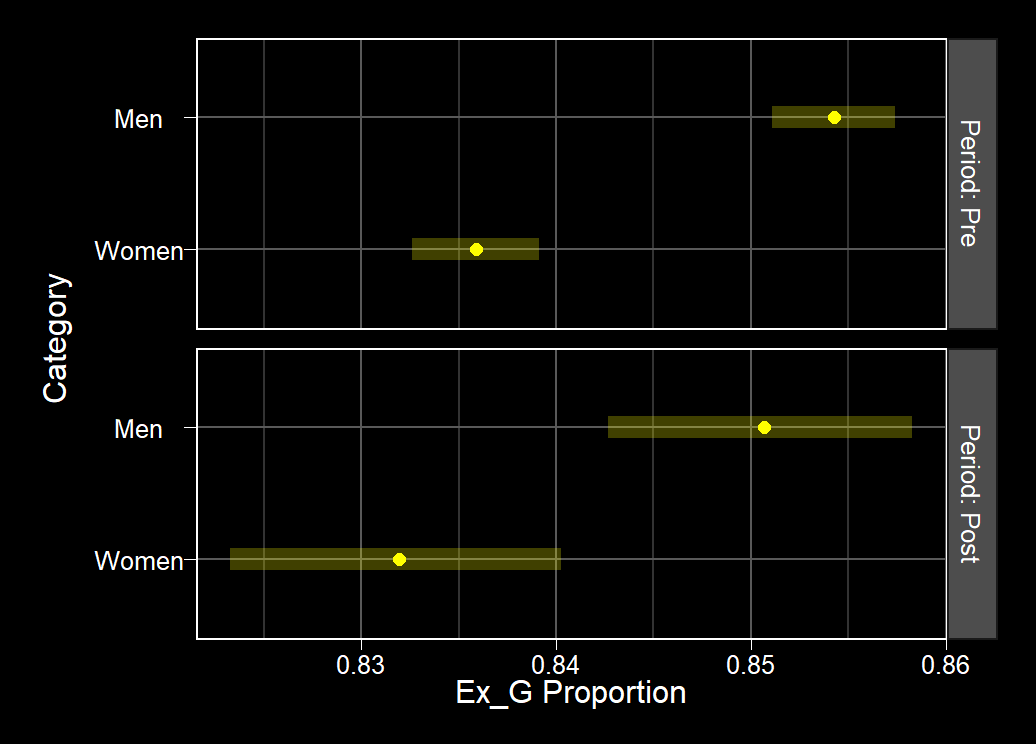 Men
Women
Period: Pre
Category
Men
Women
Period: Post
0.83 0.84 0.85 0.86
Ex_G Proportion